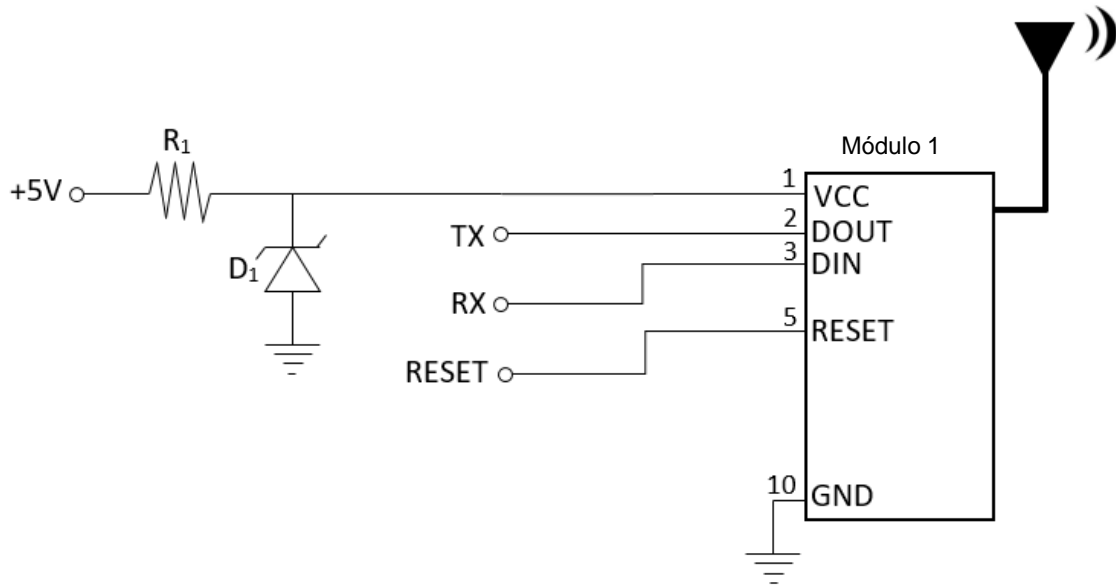 Módulo 1
R₁
+5V
1
VCC
TX
2
DOUT
3
DIN
D₁
RX
5
RESET
RESET
10
GND